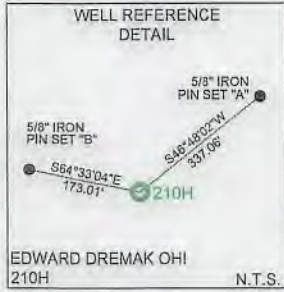 WELL REFERENCE
DETAIL
5/8" IRON
PIN SET "A"
5/8" IRON
PIN SET "B"
S46°48'02"W
337.06'
S64°33'04"E
173.01'
210H
EDWARD DREMAK OHI
210H
N.T.S.